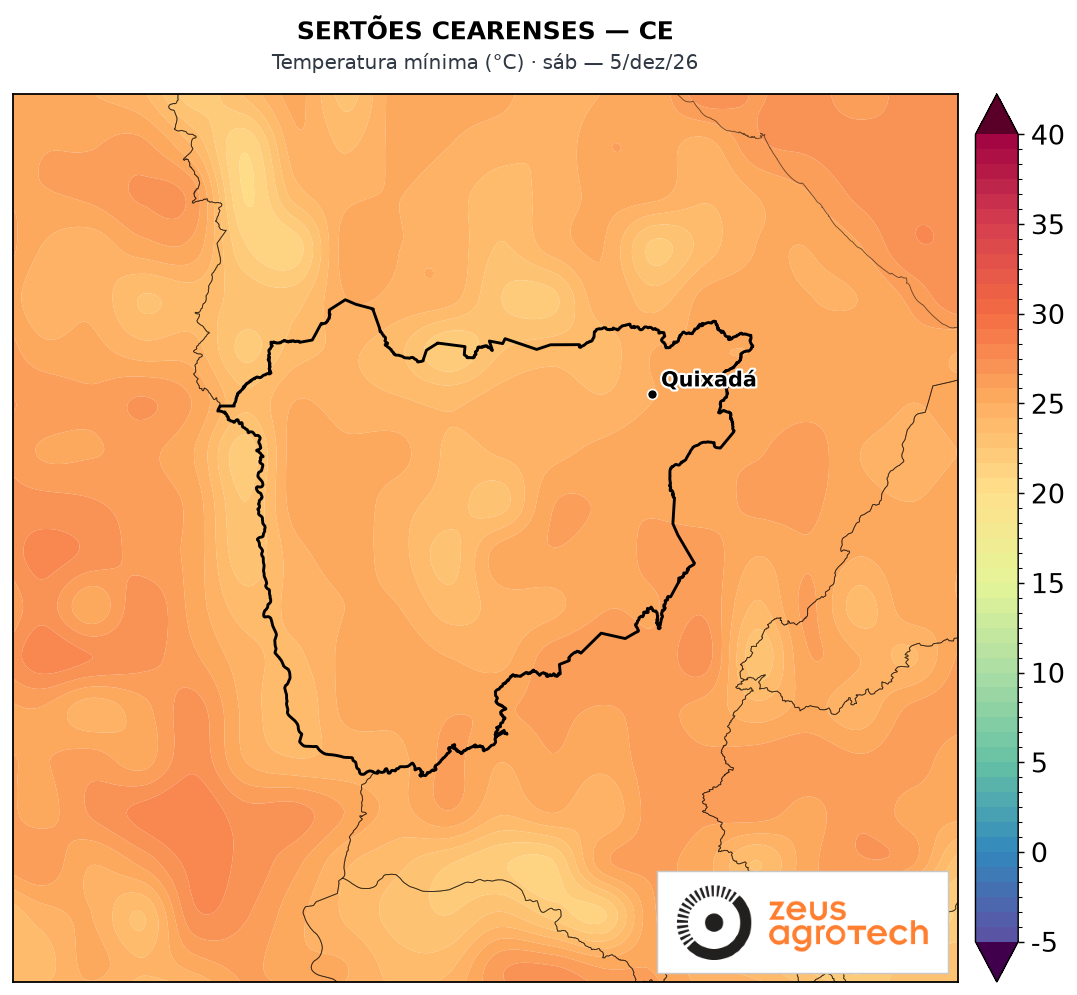 SERTÕES CEARENSES — CE
Temperatura mínima (°C) · sáb — 5/dez/26
Quixadá
40
35
30
25
20
15
10
5
0
-5
zeus
agrotech